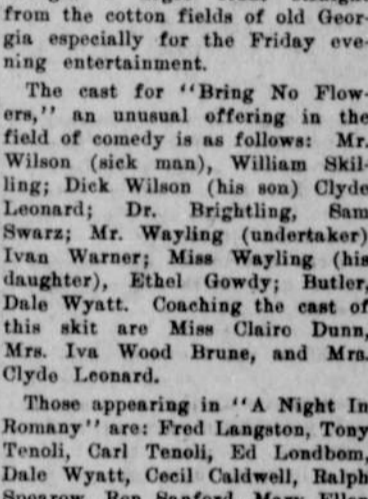 from the cotton fields of old Geor-
gia especially for the Friday eve-
ning entertainment.
The cast for "Bring No Flow-
ers," an unusual offering in the
field of comedy is as follows: Mr.
Wilson (sick man), William Skil-
ling; Dick Wilson (his son) Clyde
Leonard; Dr. Brightling, Sam
Swarz; Mr. Wayling (undertaker)
Ivan Warner; Miss Wayling (his
daughter), Ethel Gowdy; Butler,
Dale Wyatt. Coaching the cast of
this skit are Miss Claire Dunn,
Mrs. Iva Wood Brune, and Mrs.
Clyde Leonard.
Those appearing in "A Night In
Romany" are: Fred Langston, Tony
Tenoli, Carl Tenoli, Ed Londbom,
Dale Wyatt, Cecil Caldwell, Ralph